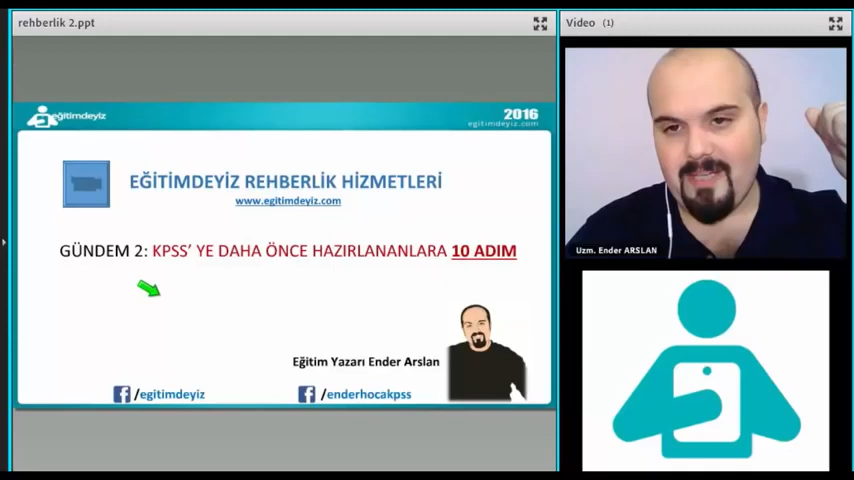 rehberlik 2.ppt
Video (1)
eğitimdeyiz
2016
egitimdeyiz.com
EĞİTİMDEYİZ REHBERLİK HİZMETLERİ
www.egitimdeyiz.com
GÜNDEM 2: KPSS’ YE DAHA ÖNCE HAZIRLANANLARA 10 ADIM
Eğitim Yazarı Ender Arslan
/egitimdeyiz
/enderhocakpss
Uzm. Ender ARSLAN